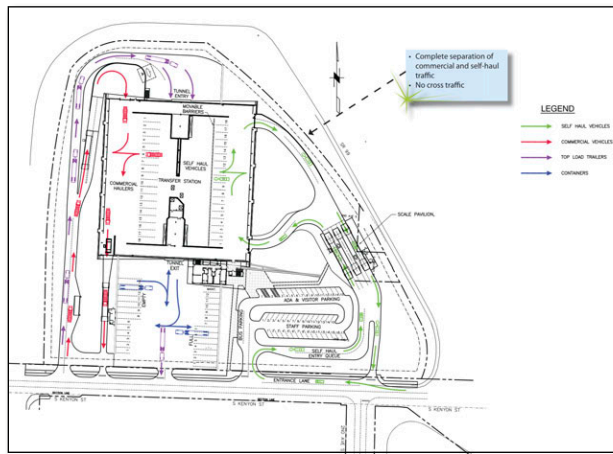 • Complete separation of
commercial and self-haul
traffic
• No cross traffic
LEGEND
SELF HAUL VEHICLES
COMMERCIAL VEHICLES
TOP LOAD TRAILERS
CONTAINERS
TUNNEL
ENTRY
MOVABLE
BARRIERS
SELF HAUL
VEHICLES
COMMERCIAL
HAULERS
TRANSFER STATION
SCALE PAVILION
TUNNEL
EXIT
EMPTY
FULL
BUS PARKING
ADA & VISITOR PARKING
STAFF PARKING
SELF HAUL
ENTRY QUEUE
ENTRANCE LANE
S KENYON ST
S KENYON ST